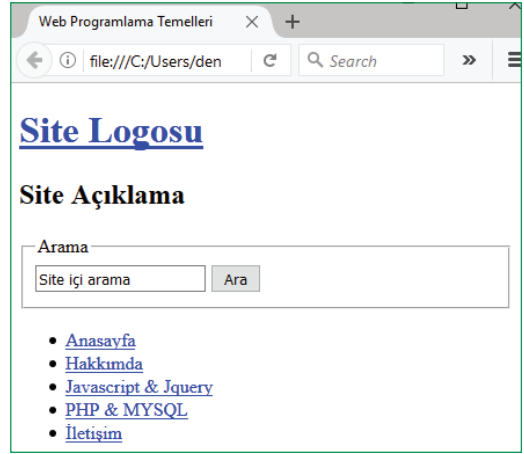 Web Programlama Temelleri
file:///C:/Users/den
Search
Site Logosu
Site Açıklama
Arama
Site içi arama Ara
Anasayfa
Hakkımda
Javascript & Jquery
PHP & MYSQL
İletişim